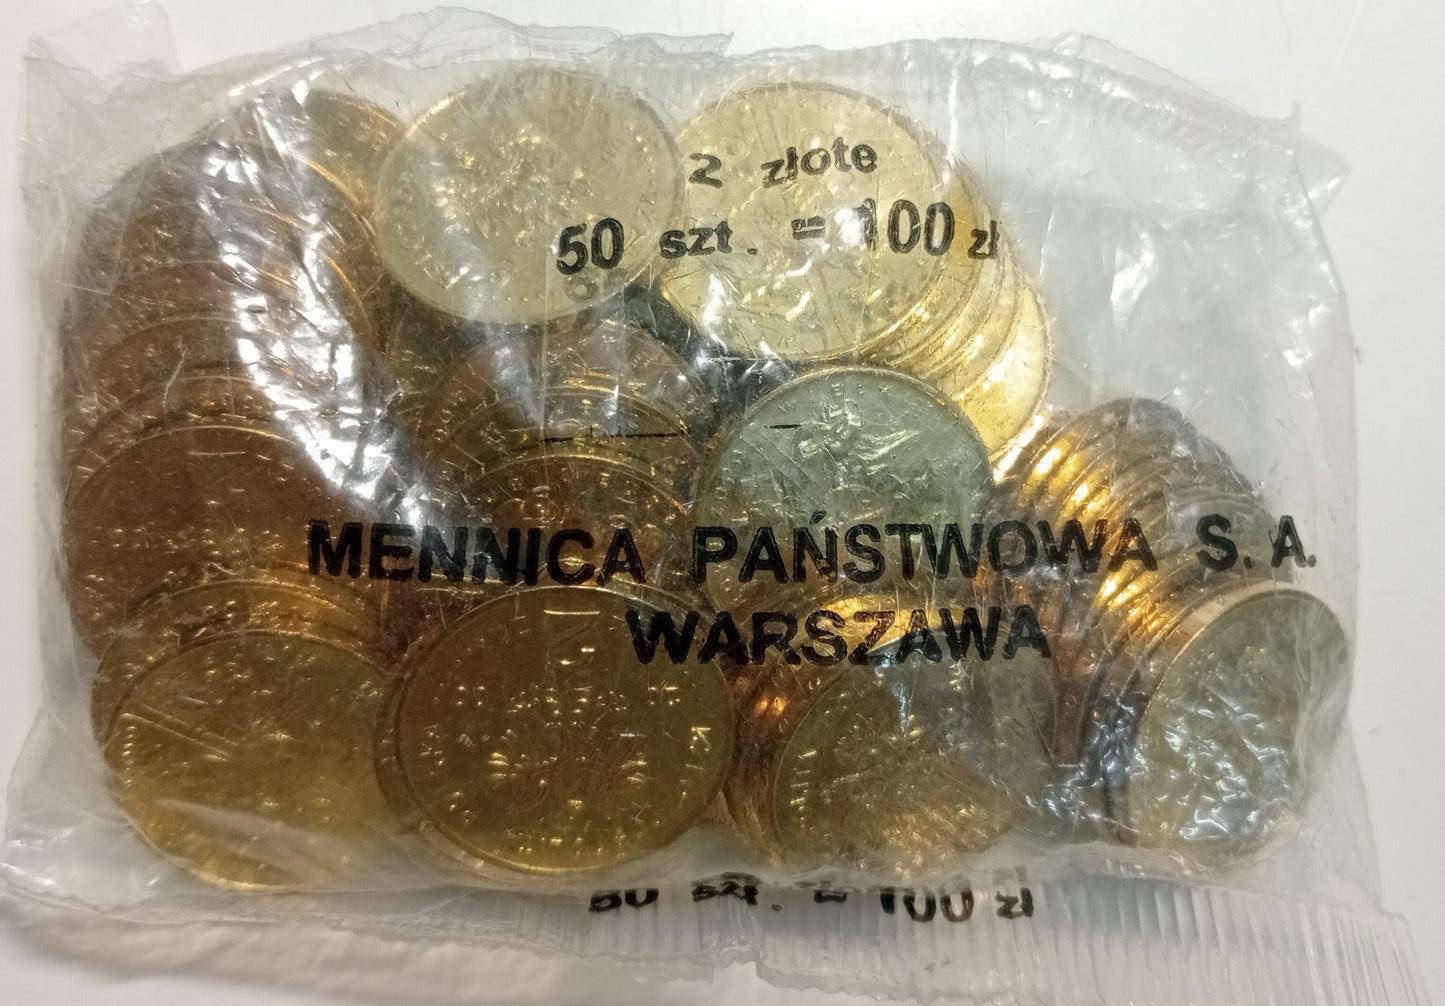 2 złote
50 szt. = 100 zł
MENNICA PAŃSTWOWA S.A.
WARSZAWA
50 szt. = 100 zł